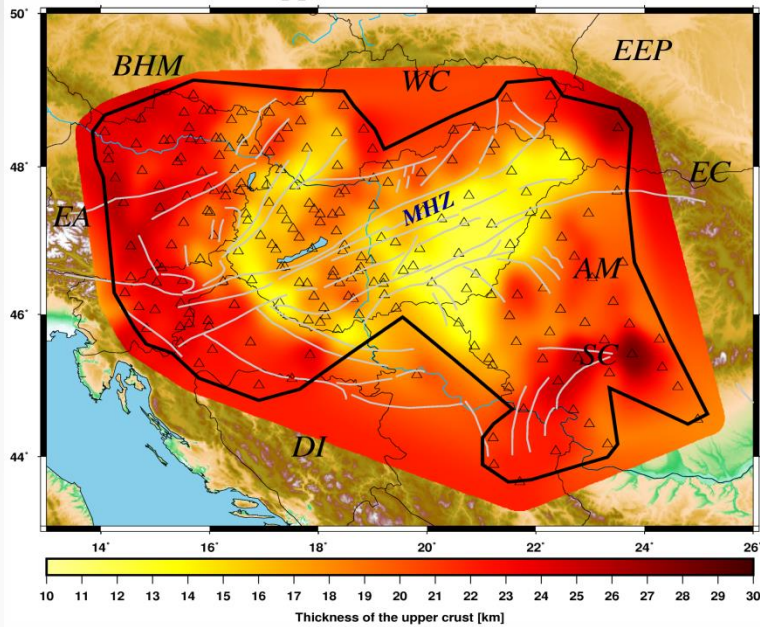 50°
BHM
WC
EEP
48°
EC
EA
MHZ
AM
46°
SC
44°
DI
14°
16°
18°
20°
22°
24°
26°
10 11 12 13 14 16 17 18 19 20 21 22 23 24 26 27 28 29 30
Thickness of the upper crust [km]